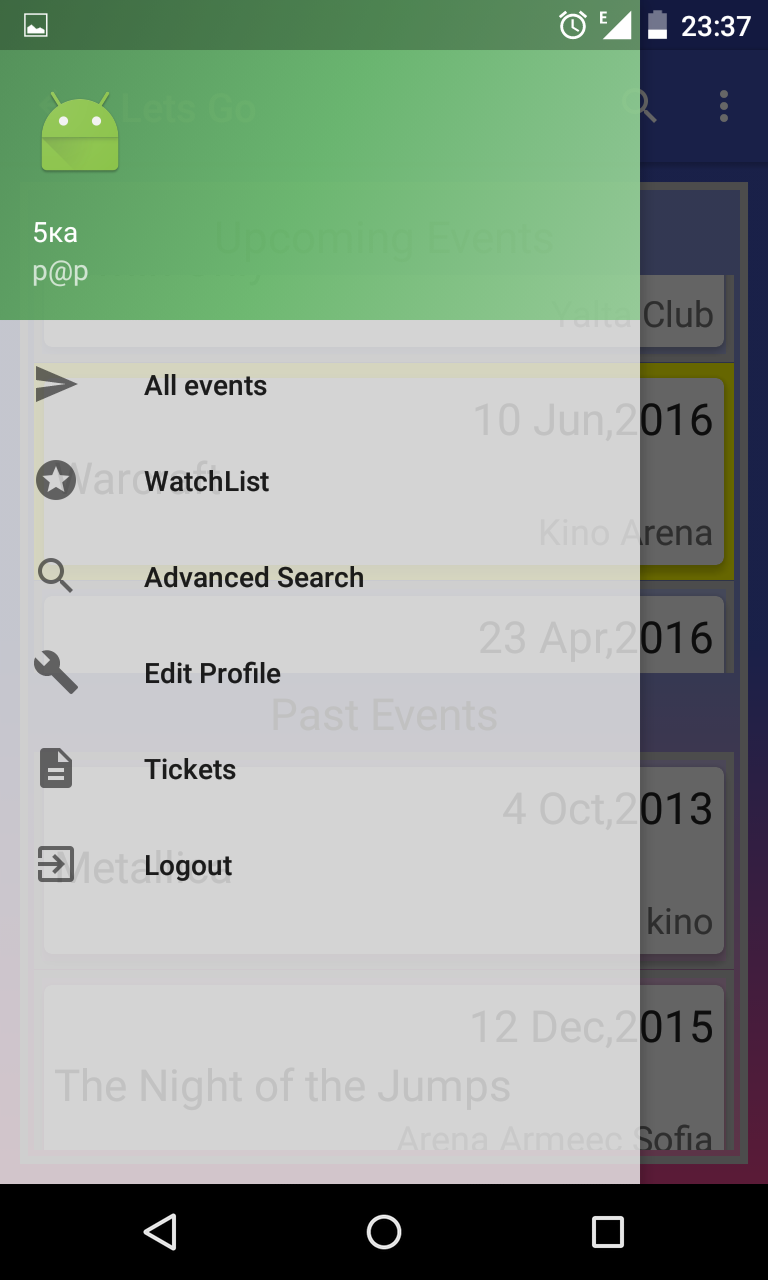 E 23:37
Lets Go
Upcoming Events
5ка
p@p
Yalta Club
All events
10 Jun,2016
Warcraft
WatchList
Kino Arena
Advanced Search
23 Apr,2016
Edit Profile
Past Events
Tickets
4 Oct,2013
Metallica
Logout
kino
12 Dec,2015
The Night of the Jumps
Arena Armeec Sofia